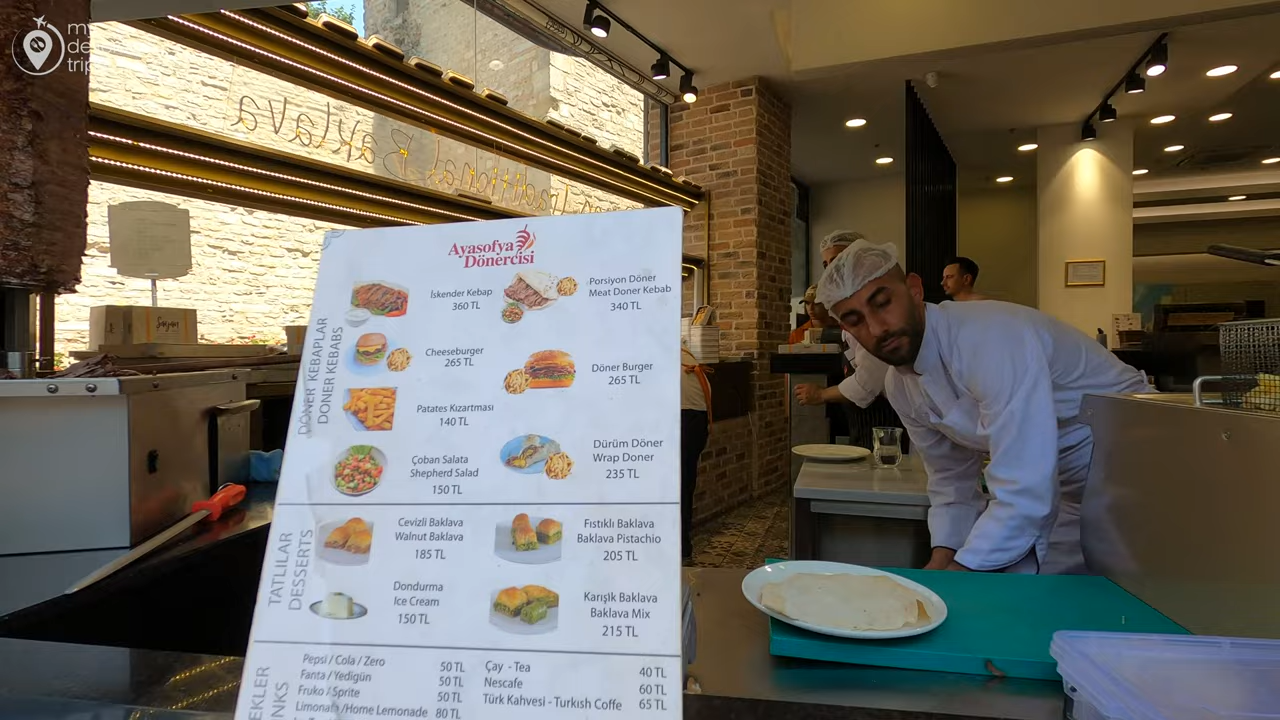 my
trip
Traditional Baklava
Ayasofya
Dönercisi
DÖNER KEBAPLAR
DONER KEBABS
İskender Kebap
360 TL
Porsiyon Döner
Meat Doner Kebab
340 TL
Cheeseburger
265 TL
Döner Burger
265 TL
Patates Kızartması
140 TL
Dürüm Döner
Wrap Doner
235 TL
Çoban Salata
Shepherd Salad
150 TL
TATLILAR
DESSERTS
Cevizli Baklava
Walnut Baklava
185 TL
Fıstıklı Baklava
Baklava Pistachio
205 TL
Dondurma
Ice Cream
150 TL
Karışık Baklava
Baklava Mix
215 TL
Pepsi / Cola / Zero 50 TL
Fanta / Yedigün 50 TL
Fruko / Sprite 50 TL
Limonata /Home Lemonade 80 TL
Çay - Tea 40 TL
Nescafe 60 TL
Türk Kahvesi - Turkısh Coffe 65 TL